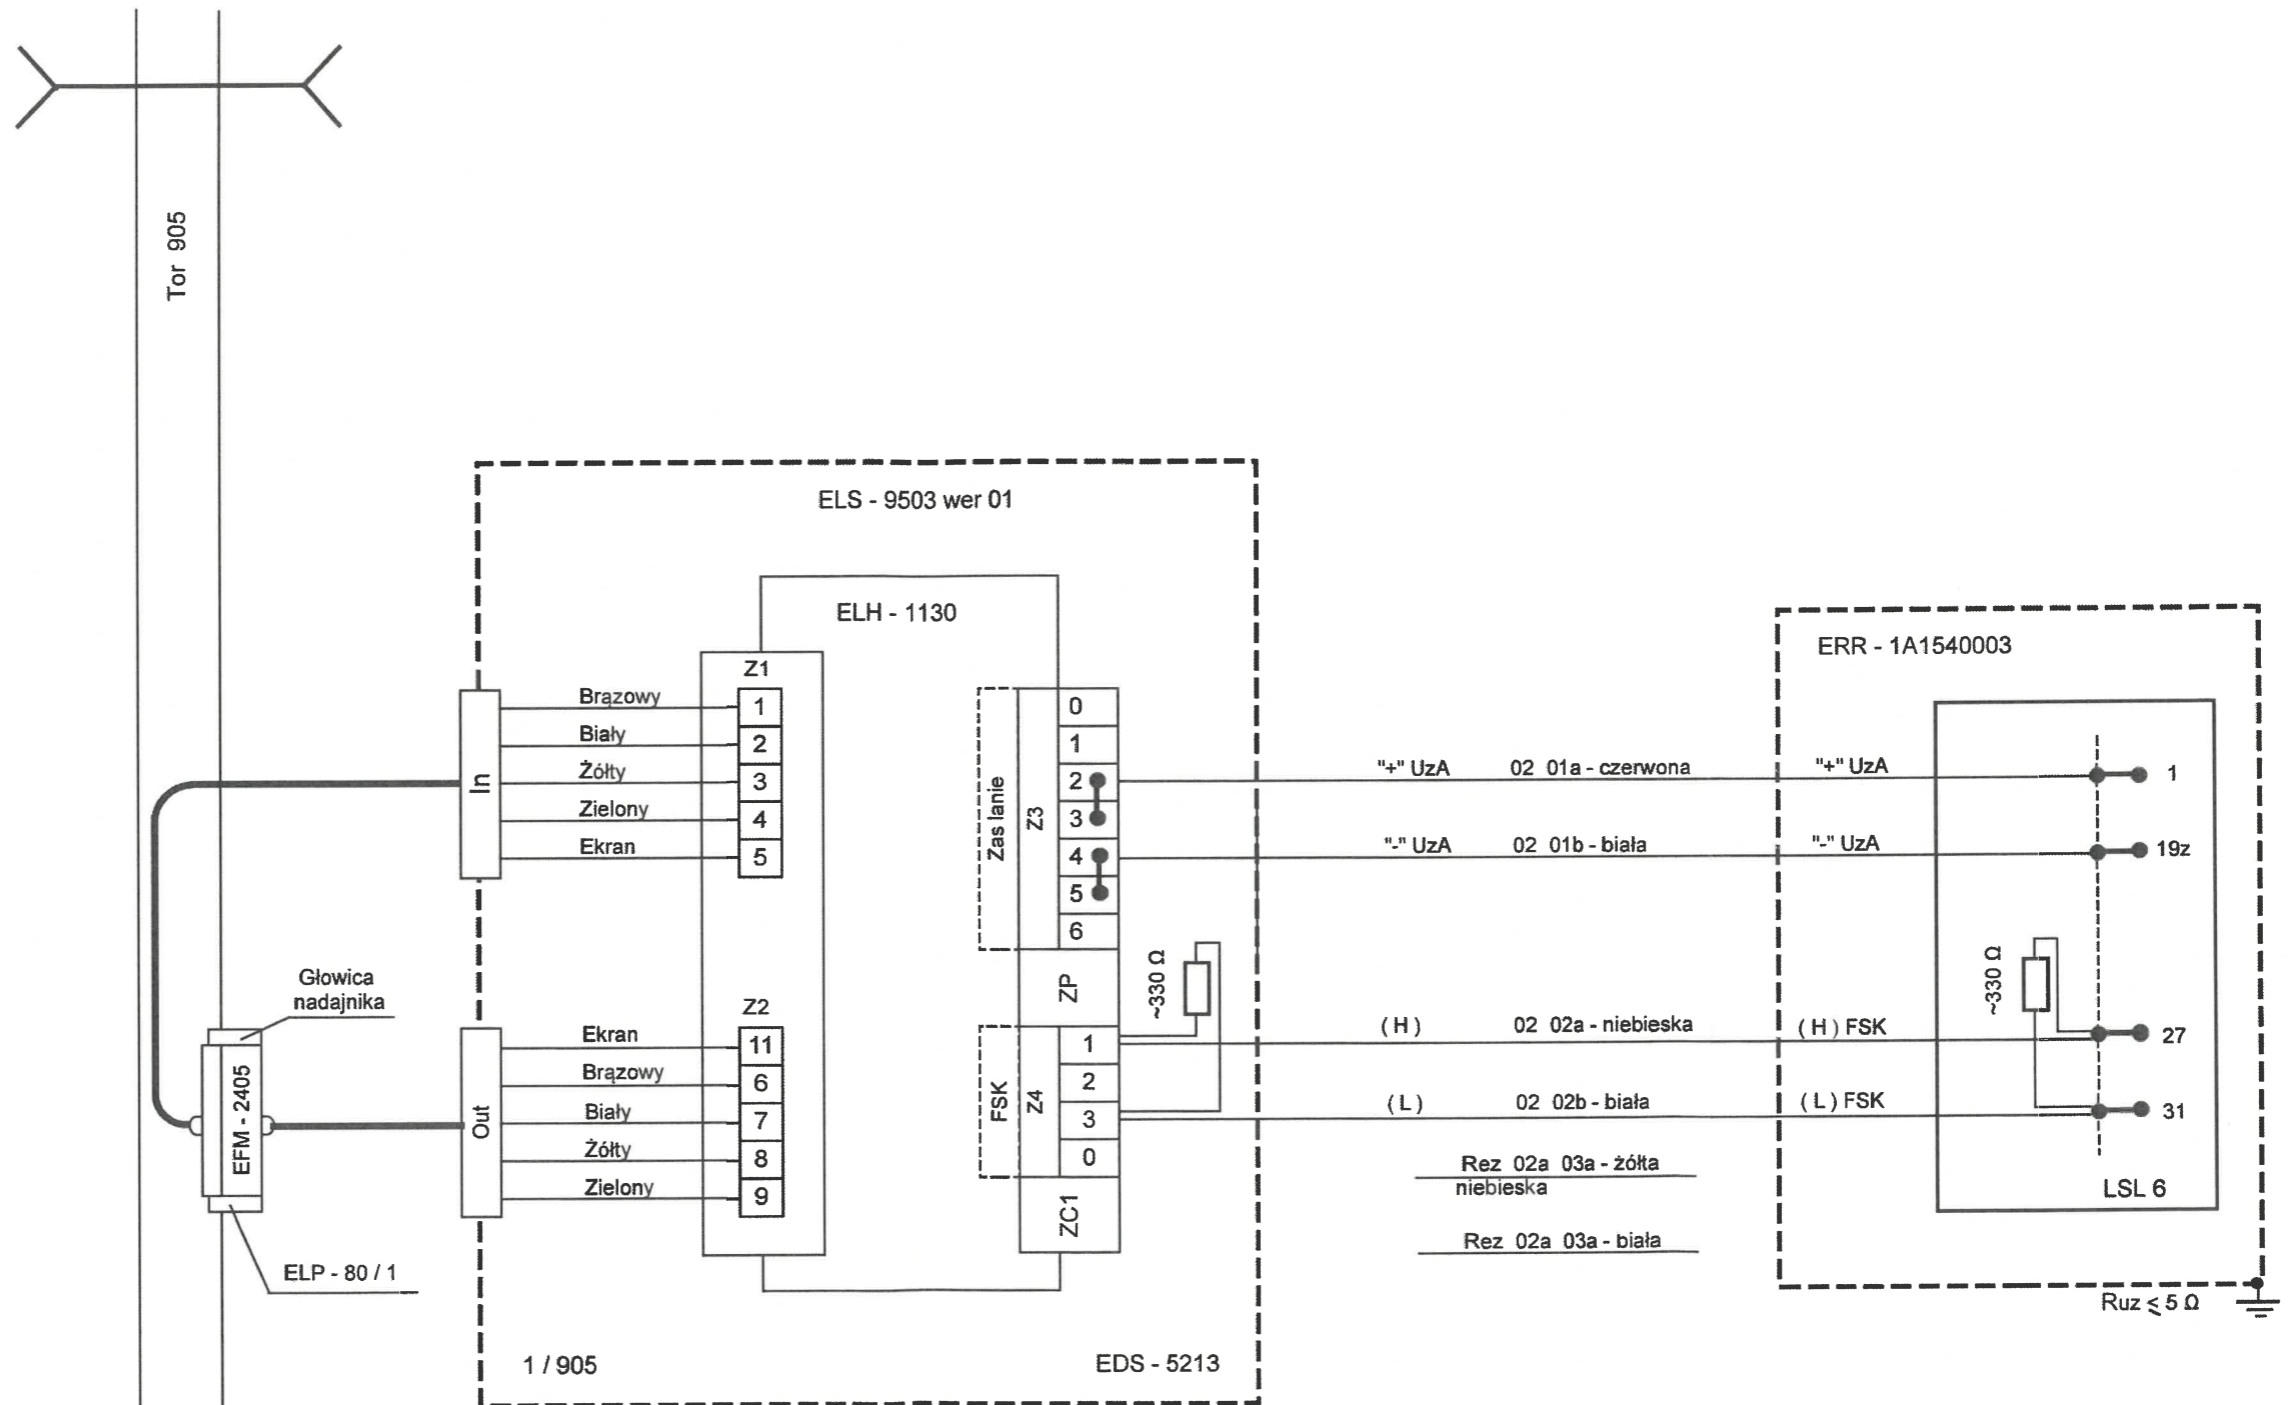 Tor 905
ELS - 9503 wer 01
ELH - 1130
ERR - 1A1540003
Z1
Brązowy 1
Biały 2
Żółty 3
Zielony 4
Ekran 5
In
Zas lanie
Z3
0
1
2
3
4
5
6
"+" UzA 02 01a - czerwona "+" UzA 1
"-" UzA 02 01b - biała "-" UzA 19z
Głowica
nadajnika
EFM - 2405
ELP - 80 / 1
Z2
Ekran 11
Brązowy 6
Biały 7
Żółty 8
Zielony 9
Out
ZP
~330 Ω
~330 Ω
FSK
Z4
1
2
3
0
ZC1
( H ) 02 02a - niebieska ( H ) FSK 27
( L ) 02 02b - biała ( L ) FSK 31
Rez 02a 03a - żółta
niebieska
Rez 02a 03a - biała
LSL 6
Ruz ≤ 5 Ω
1 / 905
EDS - 5213